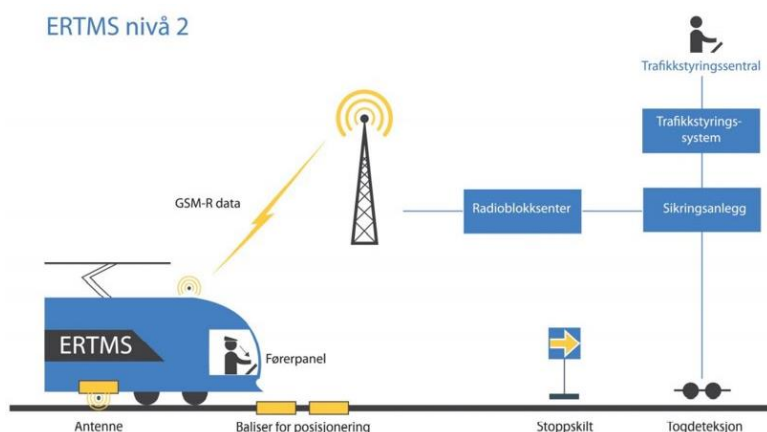 ERTMS nivå 2
Trafikkstyringssentral
Trafikkstyrings-
system
GSM-R data
Radioblokksenter
Sikringsanlegg
ERTMS
Førerpanel
Antenne
Baliser for posisjonering
Stoppskilt
Togdeteksjon